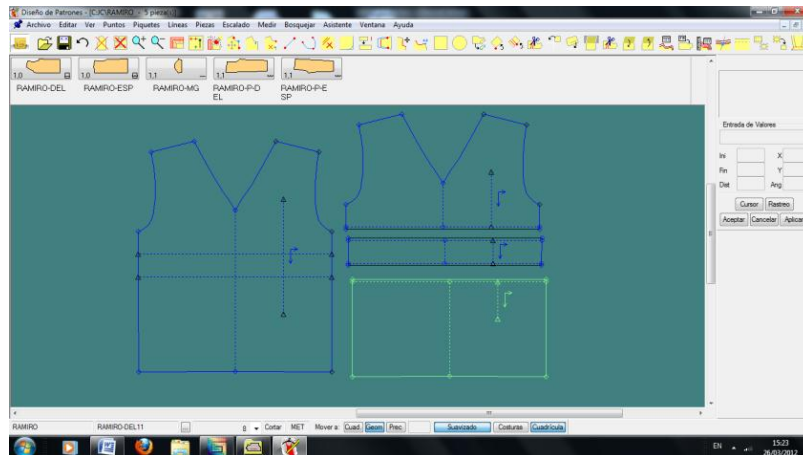 Diseño de Patrones - [C:JC\RAMIRO - 5 piezas]
Archivo Editar Ver Puntos Piquetes Líneas Piezas Escalado Medir Bosquejar Asistente Ventana Ayuda
1,0 1,0 1,1 1,1 1,1
RAMIRO-DEL RAMIRO-ESP RAMIRO-MG RAMIRO-P-D
EL RAMIRO-P-E
SP
Entrada de Valores
Ini X
Fin Y
Dist Ang
Cursor Rastreo
Aceptar Cancelar Aplicar
RAMIRO RAMIRO-DEL11 8 Cortar MET Mover a: Cuad Geom Prec Suavizado Costuras Cuadrícula
EN 15:23
26/03/2012